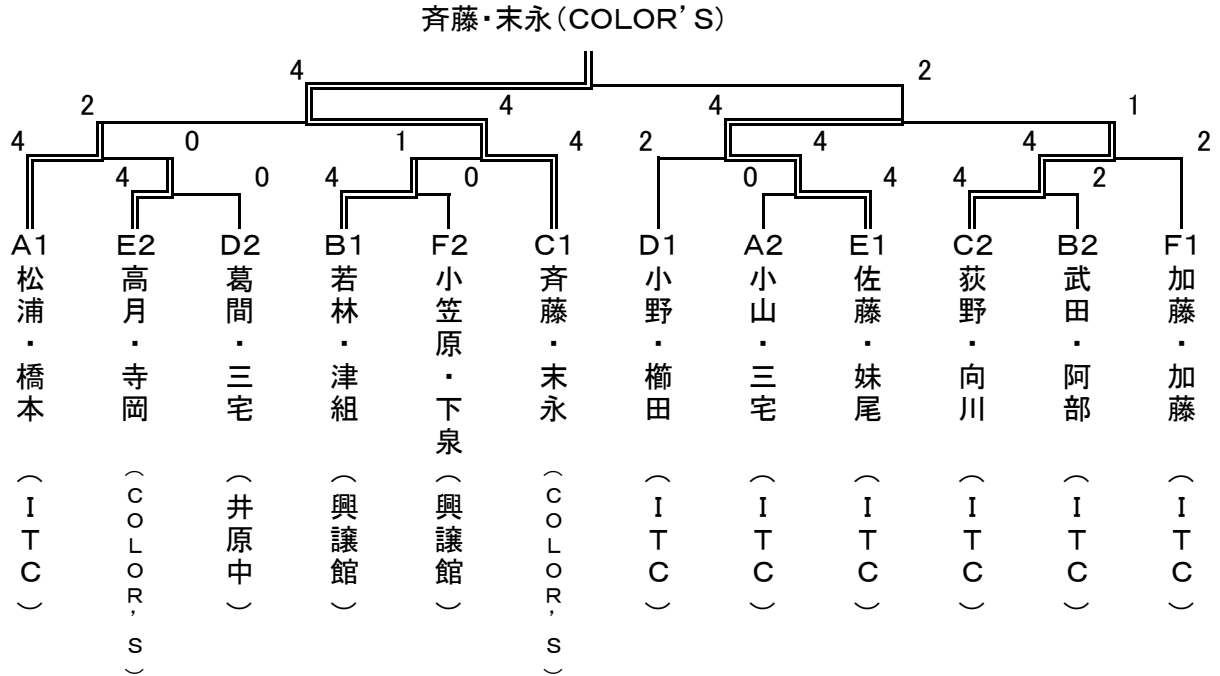 斉藤・末永（COLOR'S）
4 2
2 4 4 1
4 0 1 4 2 4 4 2
4 0 4 0 0 4 4 2
A1 E2 D2 B1 F2 C1 D1 A2 E1 C2 B2 F1
松浦・橋本（ITC）
高月・寺岡（COLOR'S）
葛間・三宅（井原中）
若林・津組（興譲館）
小笠原・下泉（興譲館）
斉藤・末永（COLOR'S）
小野・櫛田（ITC）
小山・三宅（ITC）
佐藤・妹尾（ITC）
荻野・向川（ITC）
武田・阿部（ITC）
加藤・加藤（ITC）